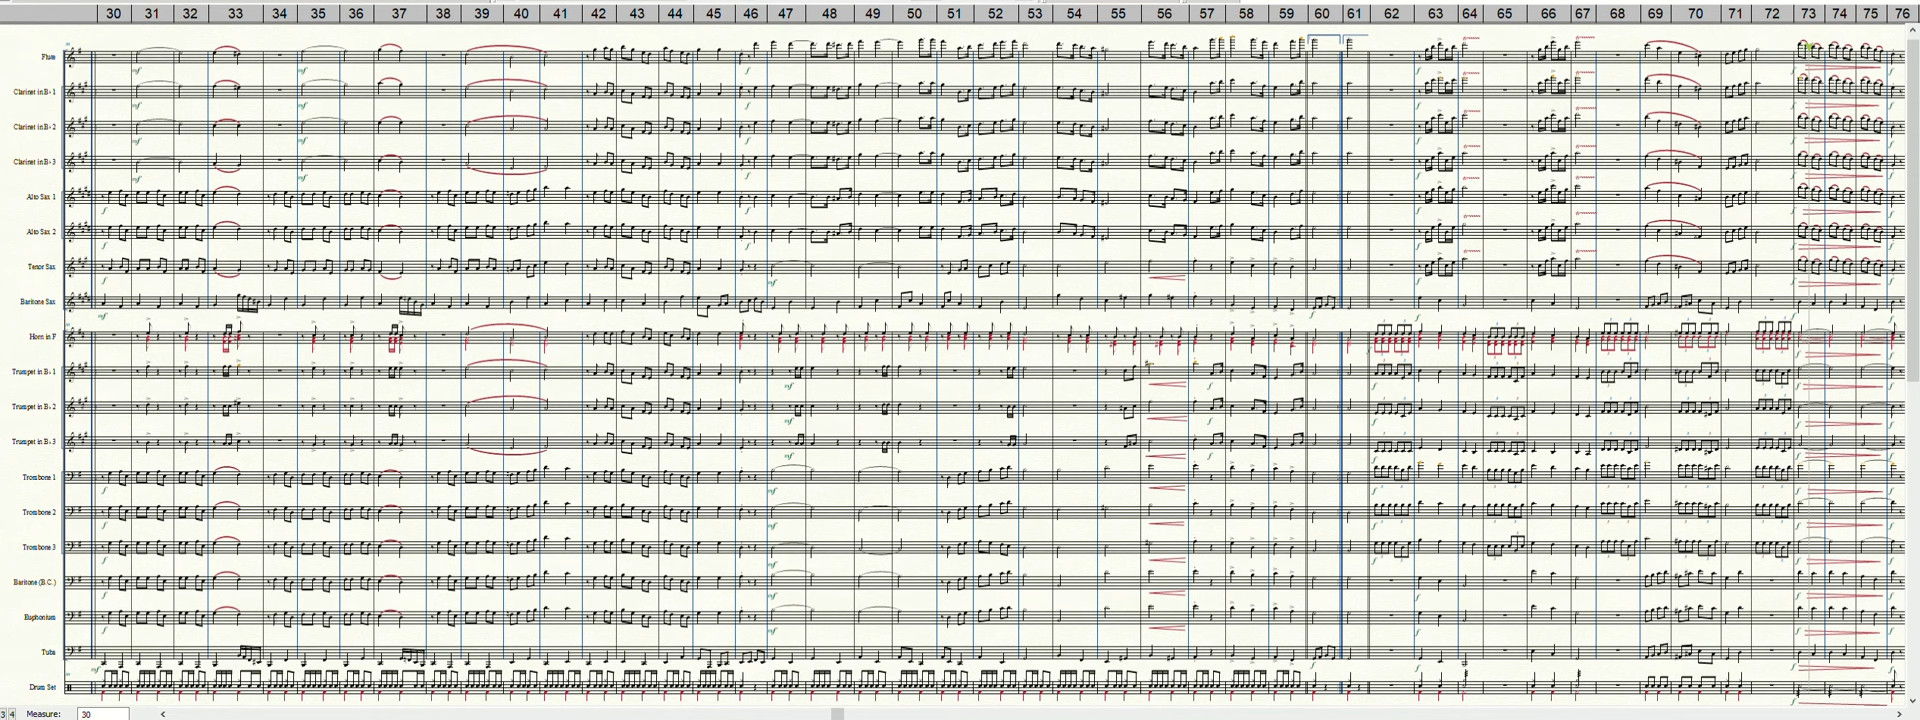 30 31 32 33 34 35 36 37 38 39 40 41 42 43 44 45 46 47 48 49 50 51 52 53 54 55 56 57 58 59 60 61 62 63 64 65 66 67 68 69 70 71 72 73 74 75 76
Flute
Clarinet in B♭ 1
Clarinet in B♭ 2
Clarinet in B♭ 3
Alto Sax 1
Alto Sax 2
Tenor Sax
Baritone Sax
Horn in F
Trumpet in B♭ 1
Trumpet in B♭ 2
Trumpet in B♭ 3
Trombone 1
Trombone 2
Trombone 3
Baritone (B.C.)
Euphonium
Tuba
Drum Set
3 4 Measure: 30